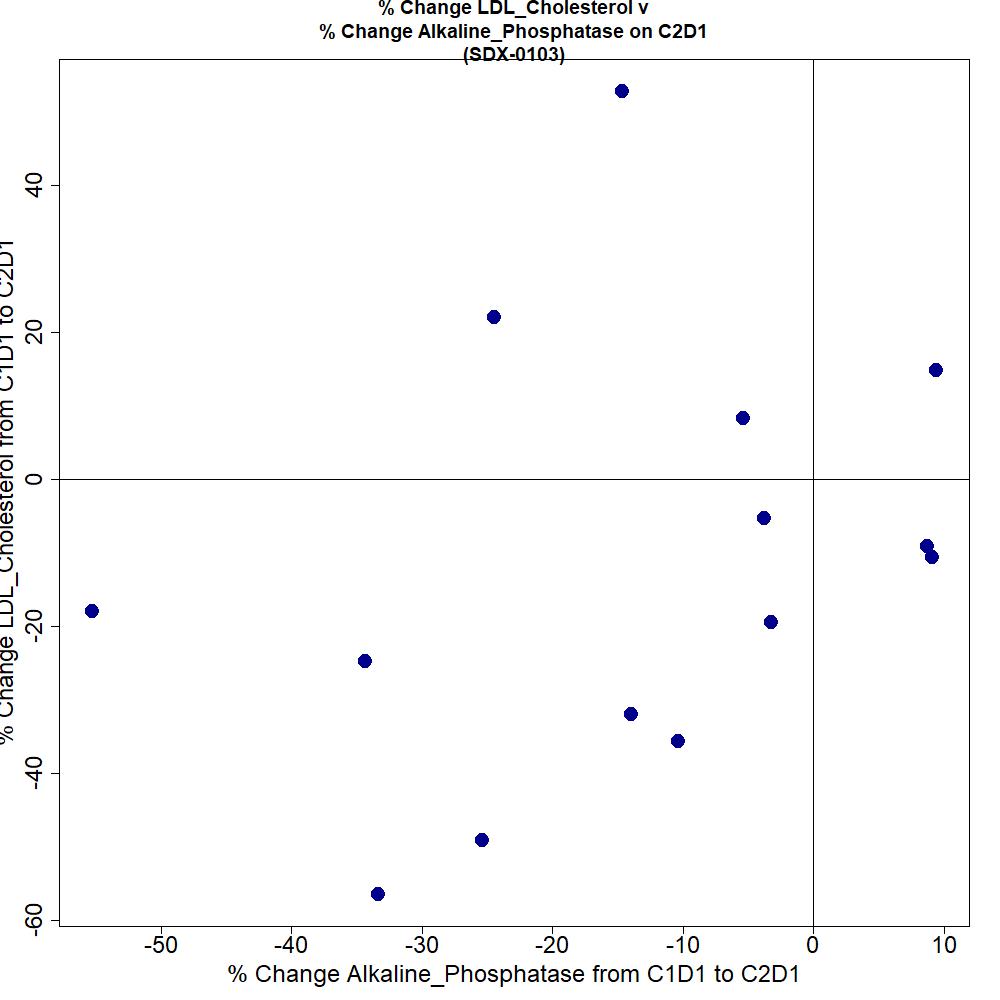 % Change LDL_Cholesterol v
% Change Alkaline_Phosphatase on C2D1
(SDX-0103)
% Change LDL_Cholesterol from C1D1 to C2D1
40
20
0
-20
-40
-60
-50
-40
-30
-20
-10
0
10
% Change Alkaline_Phosphatase from C1D1 to C2D1